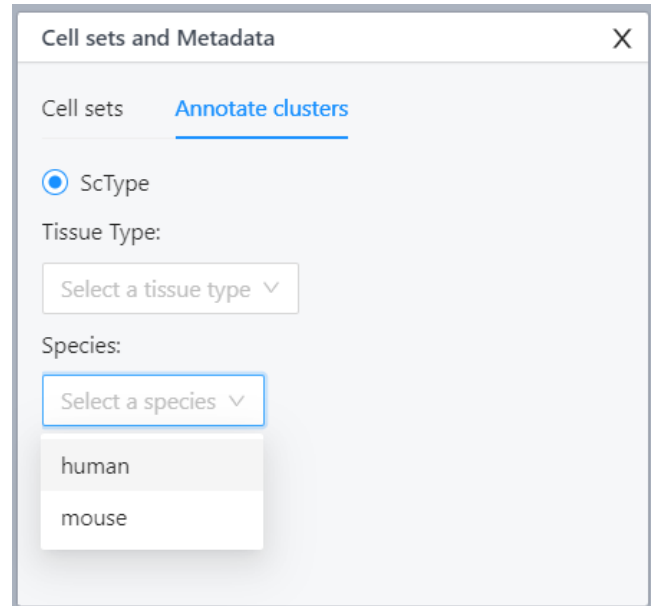 Cell sets and Metadata X
Cell sets Annotate clusters
ScType
Tissue Type:
Select a tissue type
Species:
Select a species
human
mouse